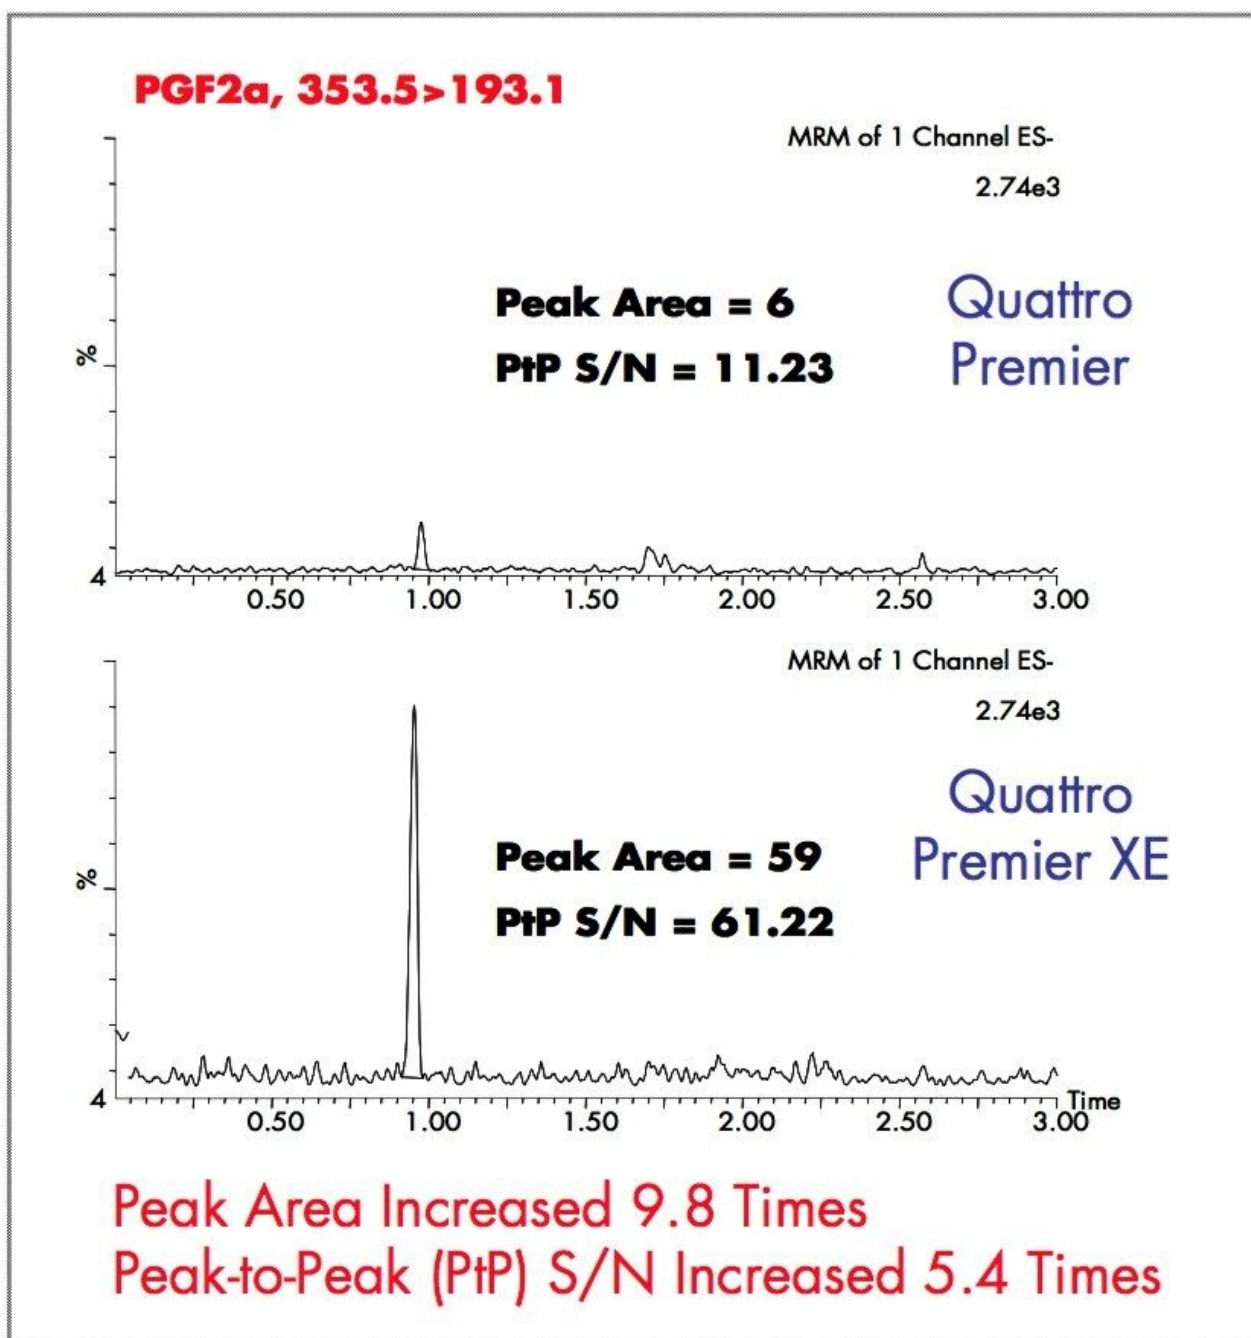 PGF2a, 353.5>193.1
MRM of 1 Channel ES-
2.74e3
Peak Area = 6
PtP S/N = 11.23
Quattro
Premier
%
4
0.50 1.00 1.50 2.00 2.50 3.00
MRM of 1 Channel ES-
2.74e3
Quattro
Premier XE
Peak Area = 59
PtP S/N = 61.22
%
4
Time
0.50 1.00 1.50 2.00 2.50 3.00
Peak Area Increased 9.8 Times
Peak-to-Peak (PtP) S/N Increased 5.4 Times